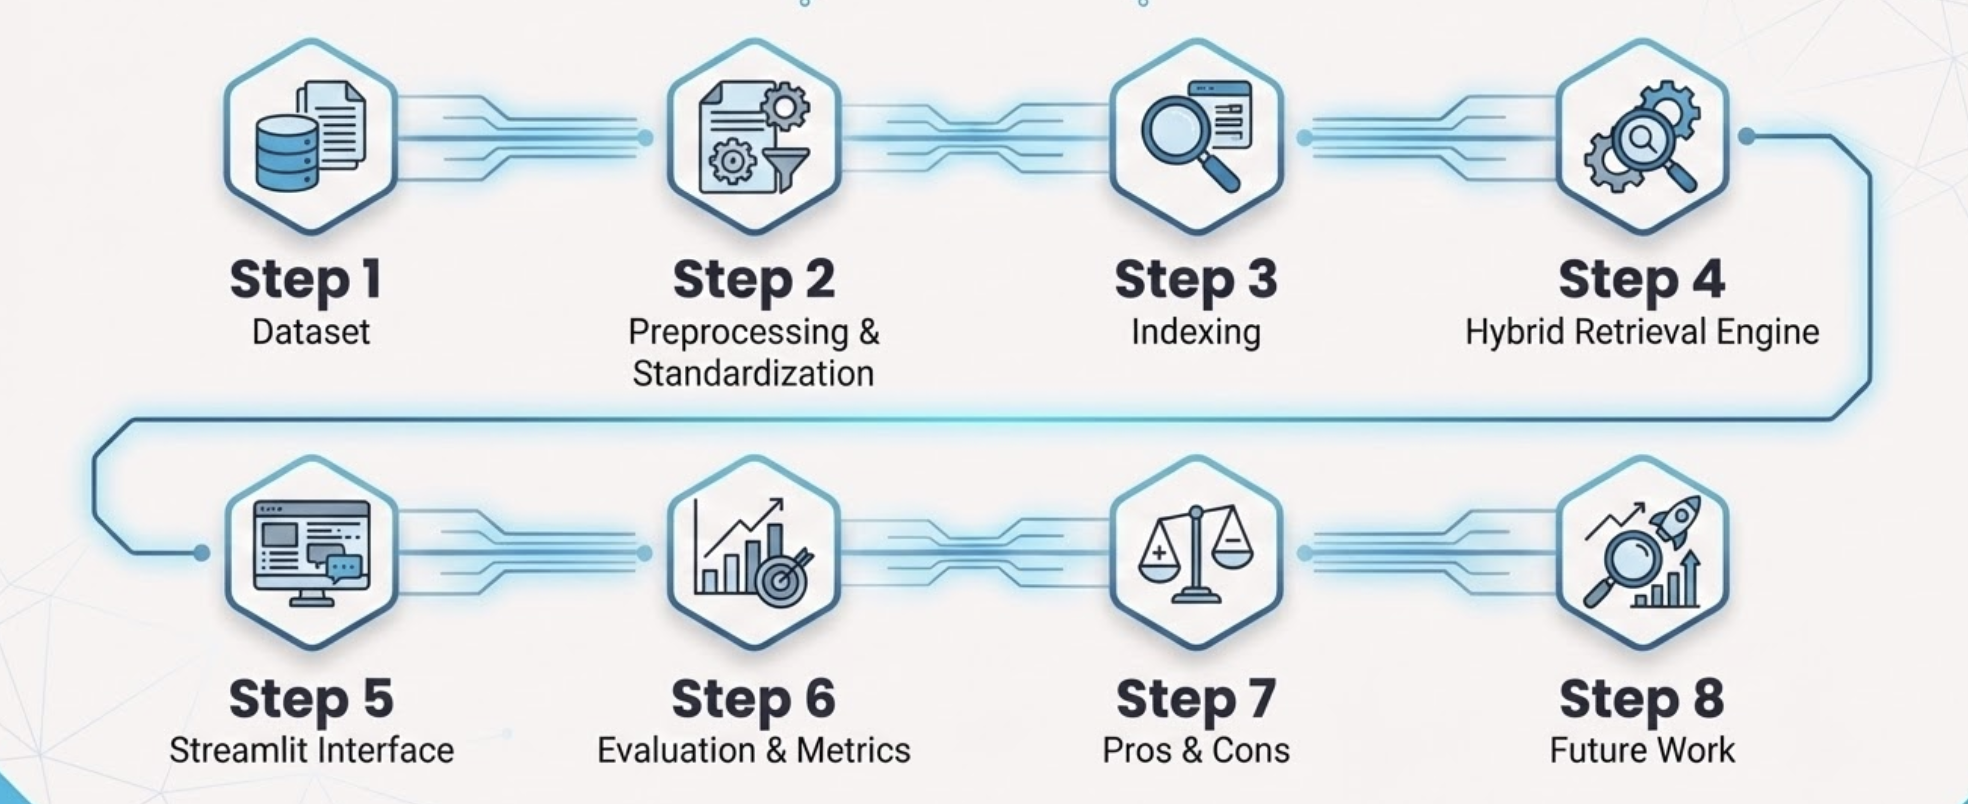 Step 1
Dataset
Step 2
Preprocessing &
Standardization
Step 3
Indexing
Step 4
Hybrid Retrieval Engine
Step 5
Streamlit Interface
Step 6
Evaluation & Metrics
Step 7
Pros & Cons
Step 8
Future Work